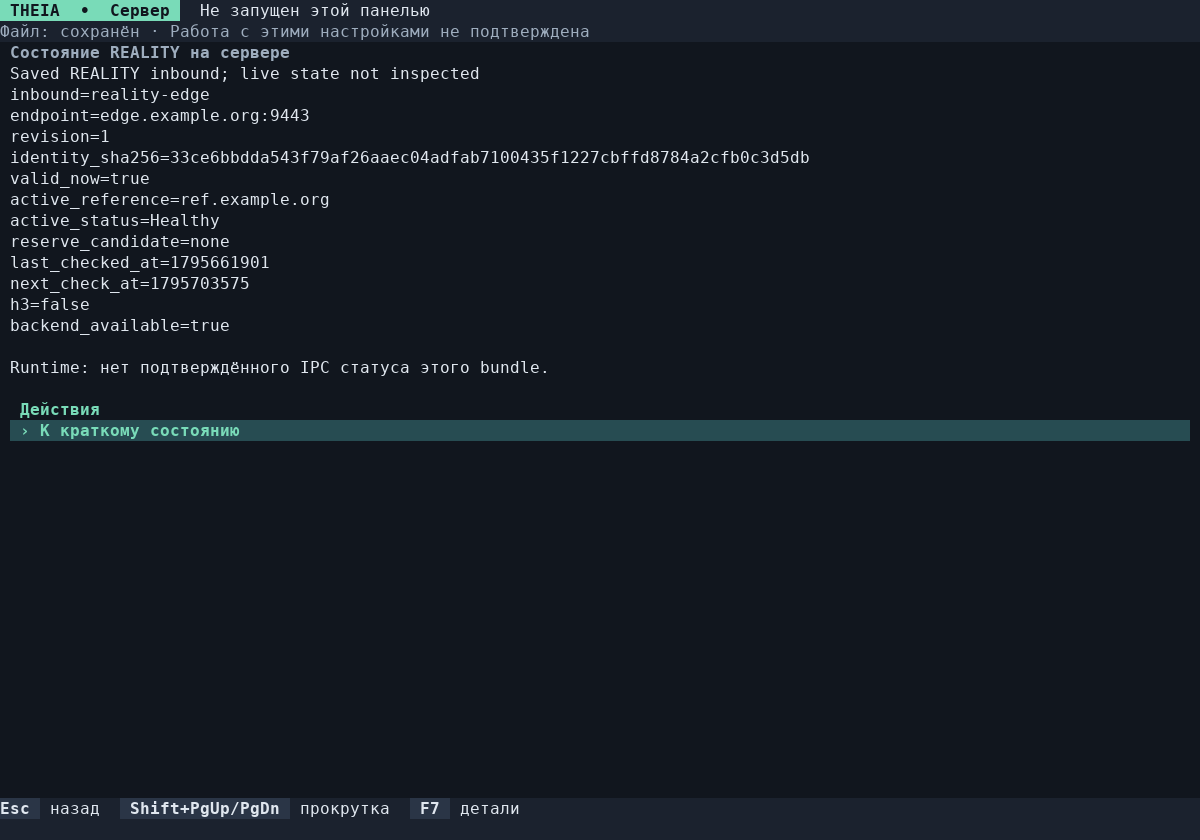 THEIA • Сервер Не запущен этой панелью
Файл: сохранён · Работа с этими настройками не подтверждена
Состояние REALITY на сервере
Saved REALITY inbound; live state not inspected
inbound=reality-edge
endpoint=edge.example.org:9443
revision=1
identity_sha256=33ce6bbdda543f79af26aaec04adfab7100435f1227cbffd8784a2cfb0c3d5db
valid_now=true
active_reference=ref.example.org
active_status=Healthy
reserve_candidate=none
last_checked_at=1795661901
next_check_at=1795703575
h3=false
backend_available=true
Runtime: нет подтверждённого IPC статуса этого bundle.
Действия
› К краткому состоянию
Esc назад Shift+PgUp/PgDn прокрутка F7 детали